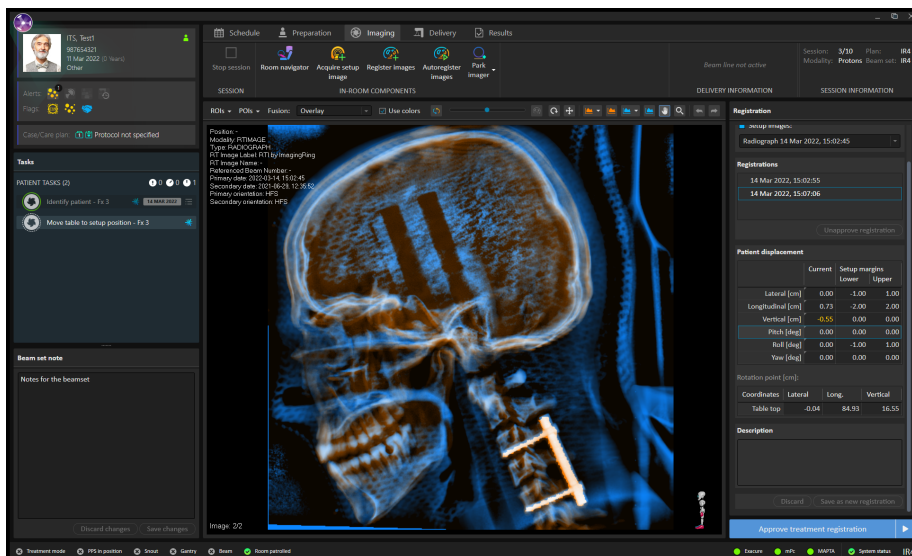 ITS, Test1
987654321
11 Mar 2022 (0 Years)
Other
Alerts:
1
Flags:
Case/Care plan: Protocol not specified
Tasks
PATIENT TASKS (2) 0 0 1
Identify patient - Fx 3 14 MAR 2022
Move table to setup position - Fx 3
Beam set note
Notes for the beamset
Discard changes Save changes
Schedule Preparation Imaging Delivery Results
Stop session
Room navigator
Acquire setup image
Register images
Autoregister images
Park imager
SESSION IN-ROOM COMPONENTS
Beam line not active
DELIVERY INFORMATION
Session: 3/10 Plan: IR4
Modality: Protons Beam set: IR4
SESSION INFORMATION
ROIs POIs Fusion: Overlay Use colors
Position: -
Modality: RTIMAGE
Type: RADIOGRAPH
RT Image Label: RTI by ImagingRing
RT Image Name: -
Referenced Beam Number: -
Primary date: 2022-03-14, 15:02:45
Secondary date: 2021-06-29, 12:35:52
Primary orientation: HFS
Secondary orientation: HFS
Image: 2/2
Registration
Setup images:
Radiograph 14 Mar 2022, 15:02:45
Registrations
14 Mar 2022, 15:02:55
14 Mar 2022, 15:07:06
Unapprove registration
Patient displacement
Current Setup margins
Lower Upper
Lateral [cm] 0.00 -1.00 1.00
Longitudinal [cm] 0.73 -2.00 2.00
Vertical [cm] -0.55 0.00 0.00
Pitch [deg] 0.00 0.00 0.00
Roll [deg] 0.00 -1.00 1.00
Yaw [deg] 0.00 0.00 0.00
Rotation point [cm]:
Coordinates Lateral Long. Vertical
Table top -0.04 84.93 16.55
Description
Discard Save as new registration
Approve treatment registration
Treatment mode PPS in position Snout Gantry Beam Room patrolled
Exacure mPc MAPTA System status IR4